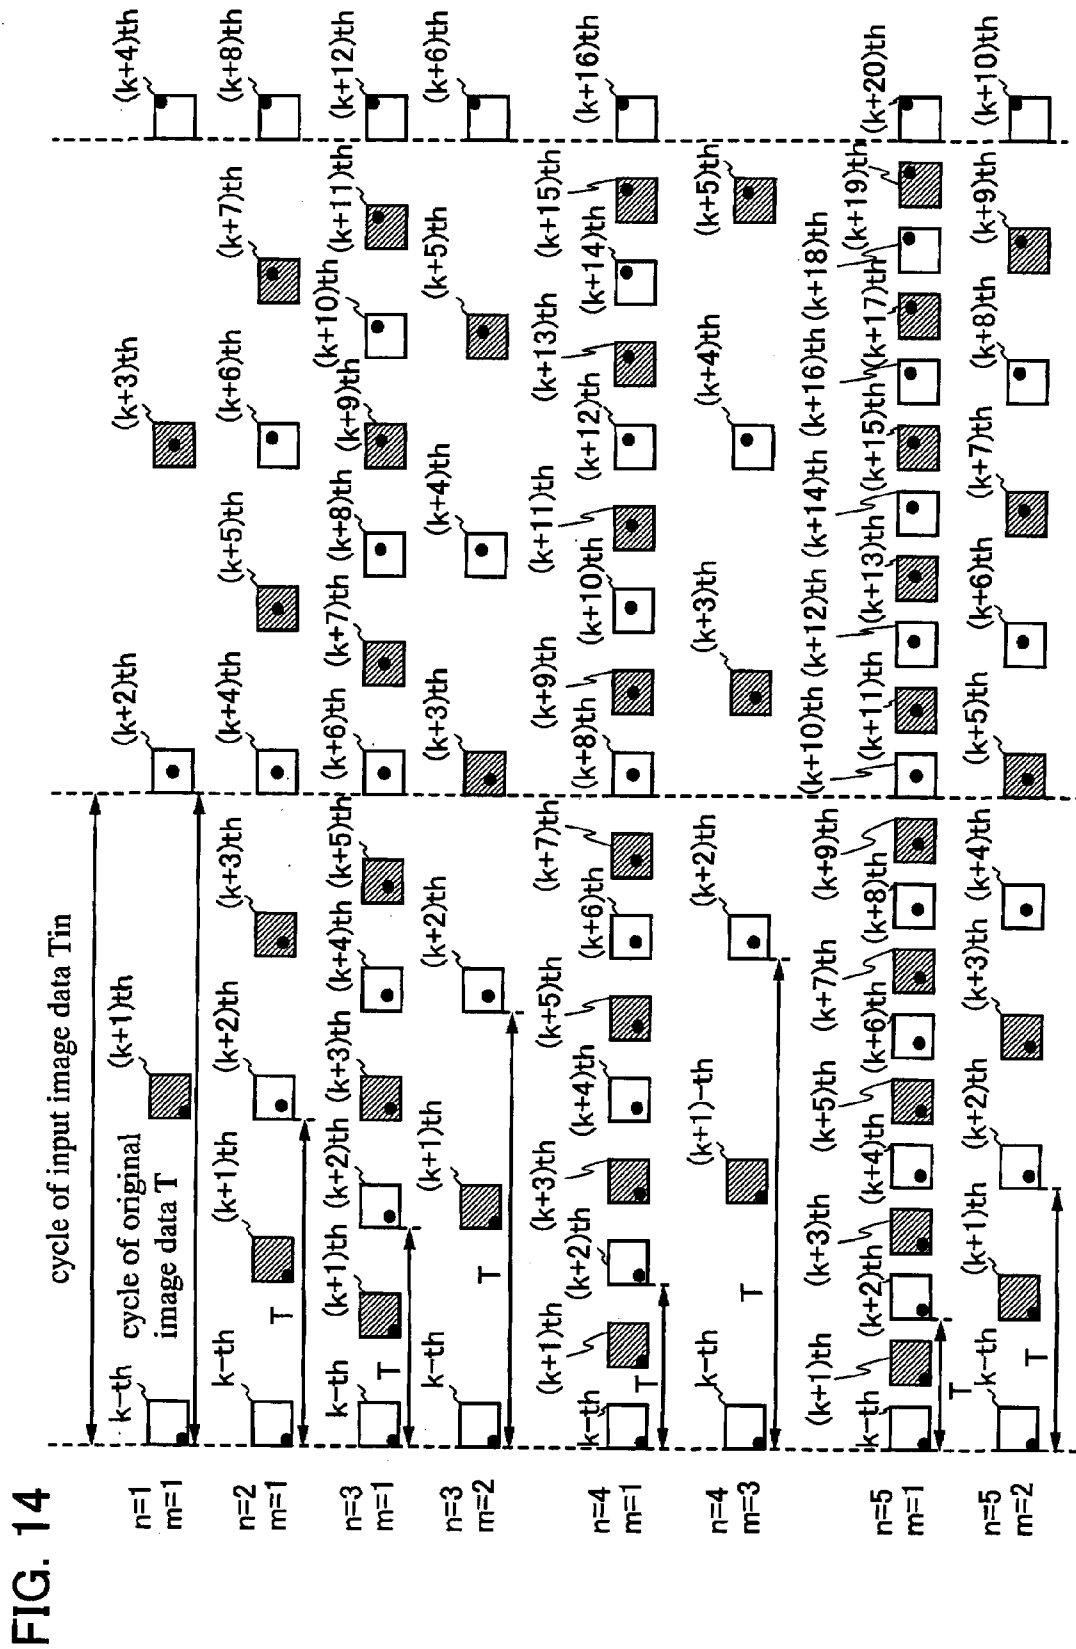 FIG. 14
cycle of input image data Tin
cycle of original
image data T
n=1
m=1
k-th
(k+1)th
(k+2)th
(k+3)th
(k+4)th
n=2
m=1
k-th
T
(k+1)th
(k+2)th
(k+3)th
(k+4)th
(k+5)th
(k+6)th
(k+7)th
(k+8)th
n=3
m=1
k-th
T
(k+1)th
(k+2)th
(k+3)th
(k+4)th
(k+5)th
(k+6)th
(k+7)th
(k+8)th
(k+9)th
(k+10)th
(k+11)th
(k+12)th
n=3
m=2
k-th
T
(k+1)th
(k+2)th
(k+3)th
(k+4)th
(k+5)th
(k+6)th
n=4
m=1
k-th
T
(k+1)th
(k+2)th
(k+3)th
(k+4)th
(k+5)th
(k+6)th
(k+7)th
(k+8)th
(k+9)th
(k+10)th
(k+11)th
(k+12)th
(k+13)th
(k+14)th
(k+15)th
(k+16)th
n=4
m=3
k-th
T
(k+1)-th
(k+2)th
(k+3)th
(k+4)th
(k+5)th
n=5
m=1
k-th
T
(k+1)th
(k+2)th
(k+3)th
(k+4)th
(k+5)th
(k+6)th
(k+7)th
(k+8)th
(k+9)th
(k+10)th
(k+11)th
(k+12)th
(k+13)th
(k+14)th
(k+15)th
(k+16)th
(k+17)th
(k+18)th
(k+19)th
(k+20)th
n=5
m=2
k-th
T
(k+1)th
(k+2)th
(k+3)th
(k+4)th
(k+5)th
(k+6)th
(k+7)th
(k+8)th
(k+9)th
(k+10)th